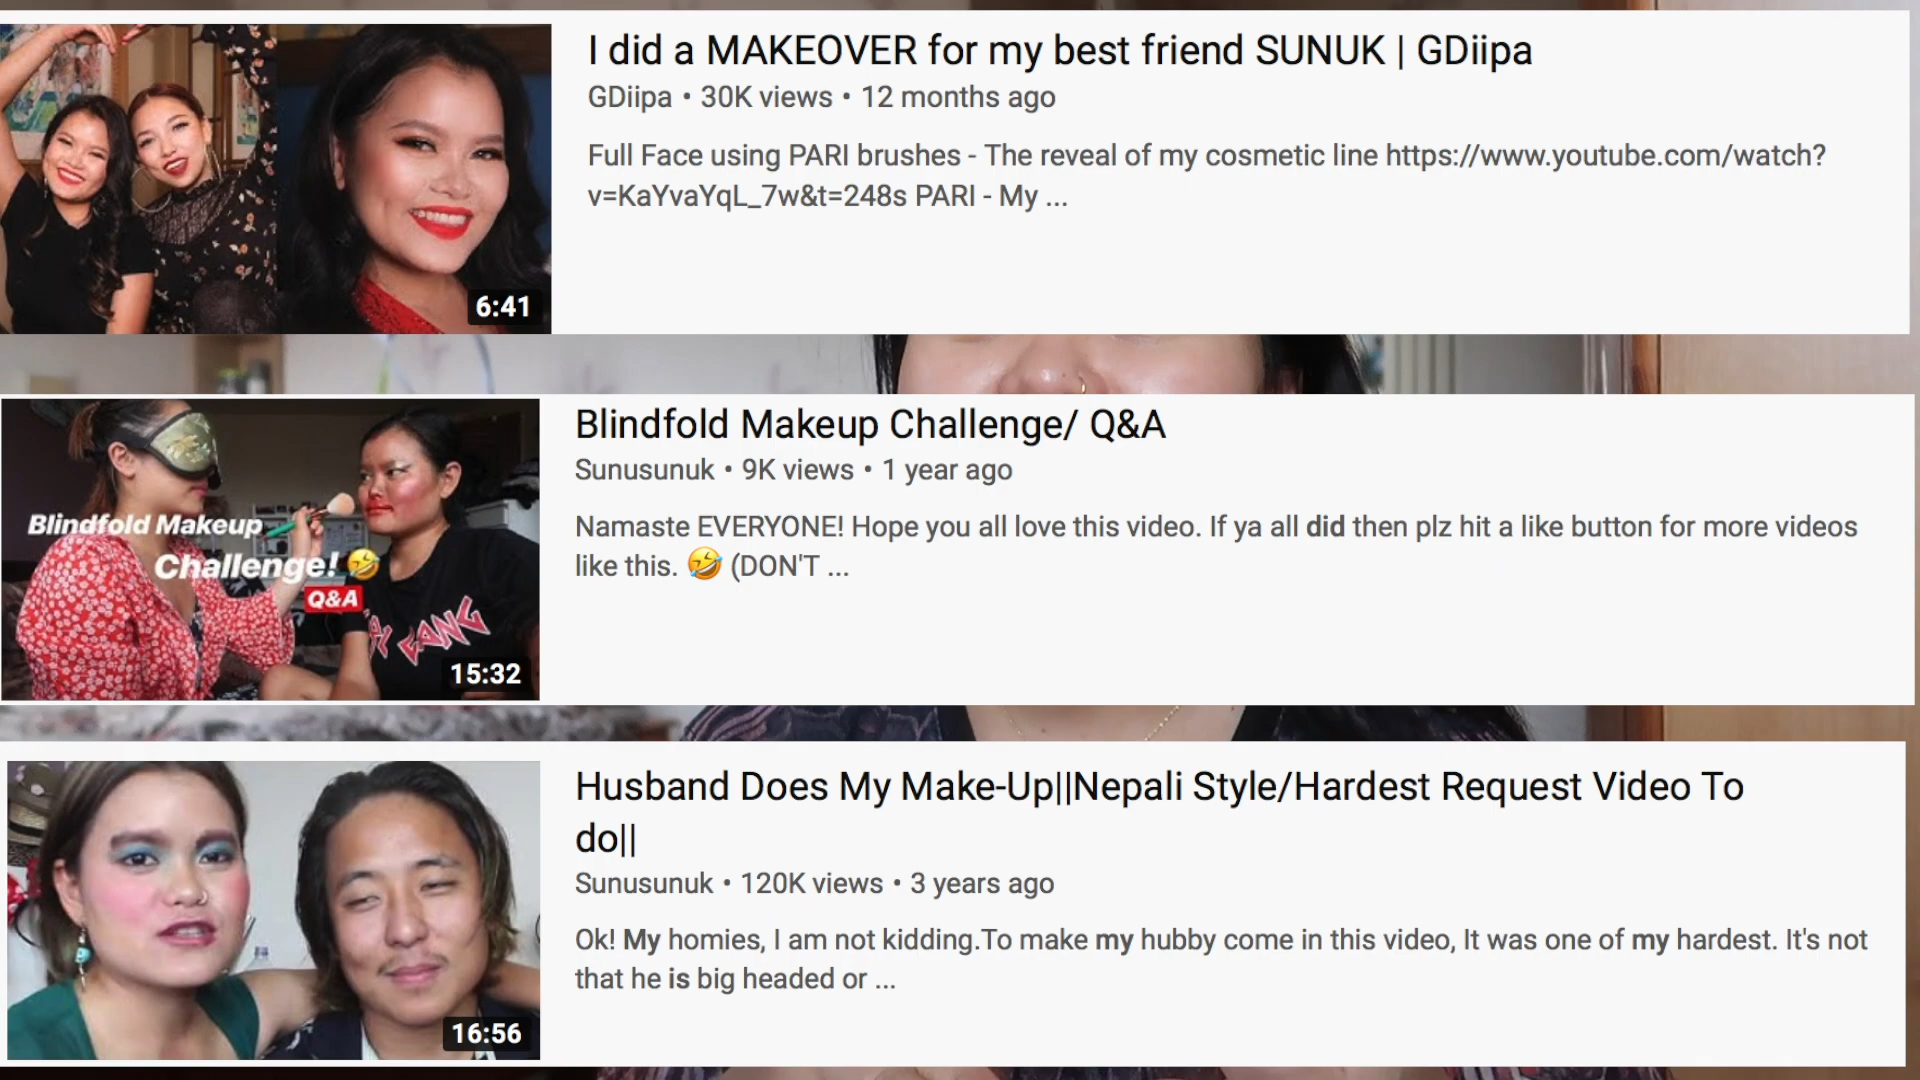 I did a MAKEOVER for my best friend SUNUK | GDiipa
GDiipa • 30K views • 12 months ago
Full Face using PARI brushes - The reveal of my cosmetic line https://www.youtube.com/watch?
v=KaYvaYqL_7w&t=248s PARI - My ...
6:41
Blindfold Makeup Challenge/ Q&A
Sunusunuk • 9K views • 1 year ago
Namaste EVERYONE! Hope you all love this video. If ya all did then plz hit a like button for more videos
like this. 🤣 (DON'T ...
Blindfold Makeup
Challenge! 🤣
Q&A
GANG
15:32
Husband Does My Make-Up||Nepali Style/Hardest Request Video To
do||
Sunusunuk • 120K views • 3 years ago
Ok! My homies, I am not kidding.To make my hubby come in this video, It was one of my hardest. It's not
that he is big headed or ...
16:56